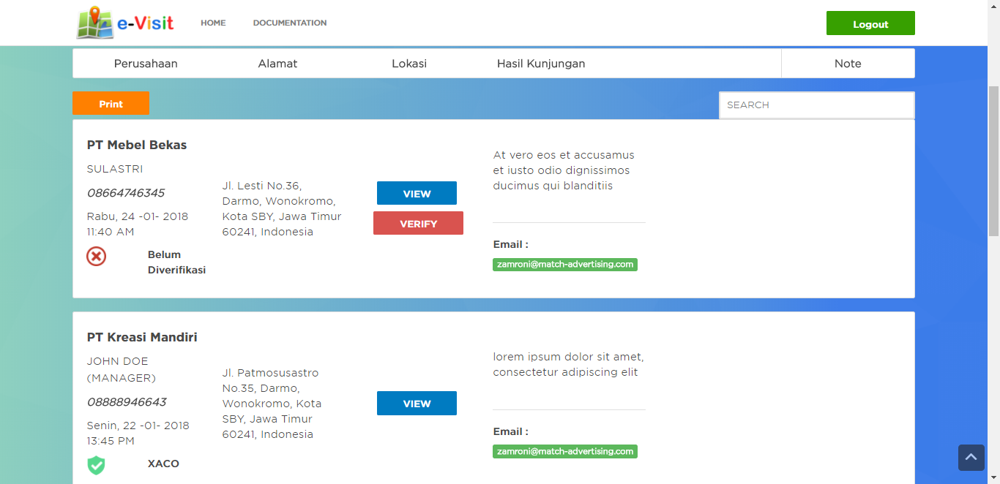 e-Visit
HOME
DOCUMENTATION
Logout
Perusahaan
Alamat
Lokasi
Hasil Kunjungan
Note
Print
SEARCH
PT Mebel Bekas
SULASTRI
08664746345
Rabu, 24 -01- 2018
11:40 AM
Belum
Diverifikasi
Jl. Lesti No.36,
Darmo, Wonokromo,
Kota SBY, Jawa Timur
60241, Indonesia
VIEW
VERIFY
At vero eos et accusamus
et iusto odio dignissimos
ducimus qui blanditiis
Email :
zamroni@match-advertising.com
PT Kreasi Mandiri
JOHN DOE
(MANAGER)
08888946643
Senin, 22 -01- 2018
13:45 PM
XACO
Jl. Patmosusastro
No.35, Darmo,
Wonokromo, Kota
SBY, Jawa Timur
60241, Indonesia
VIEW
lorem ipsum dolor sit amet,
consectetur adipiscing elit
Email :
zamroni@match-advertising.com